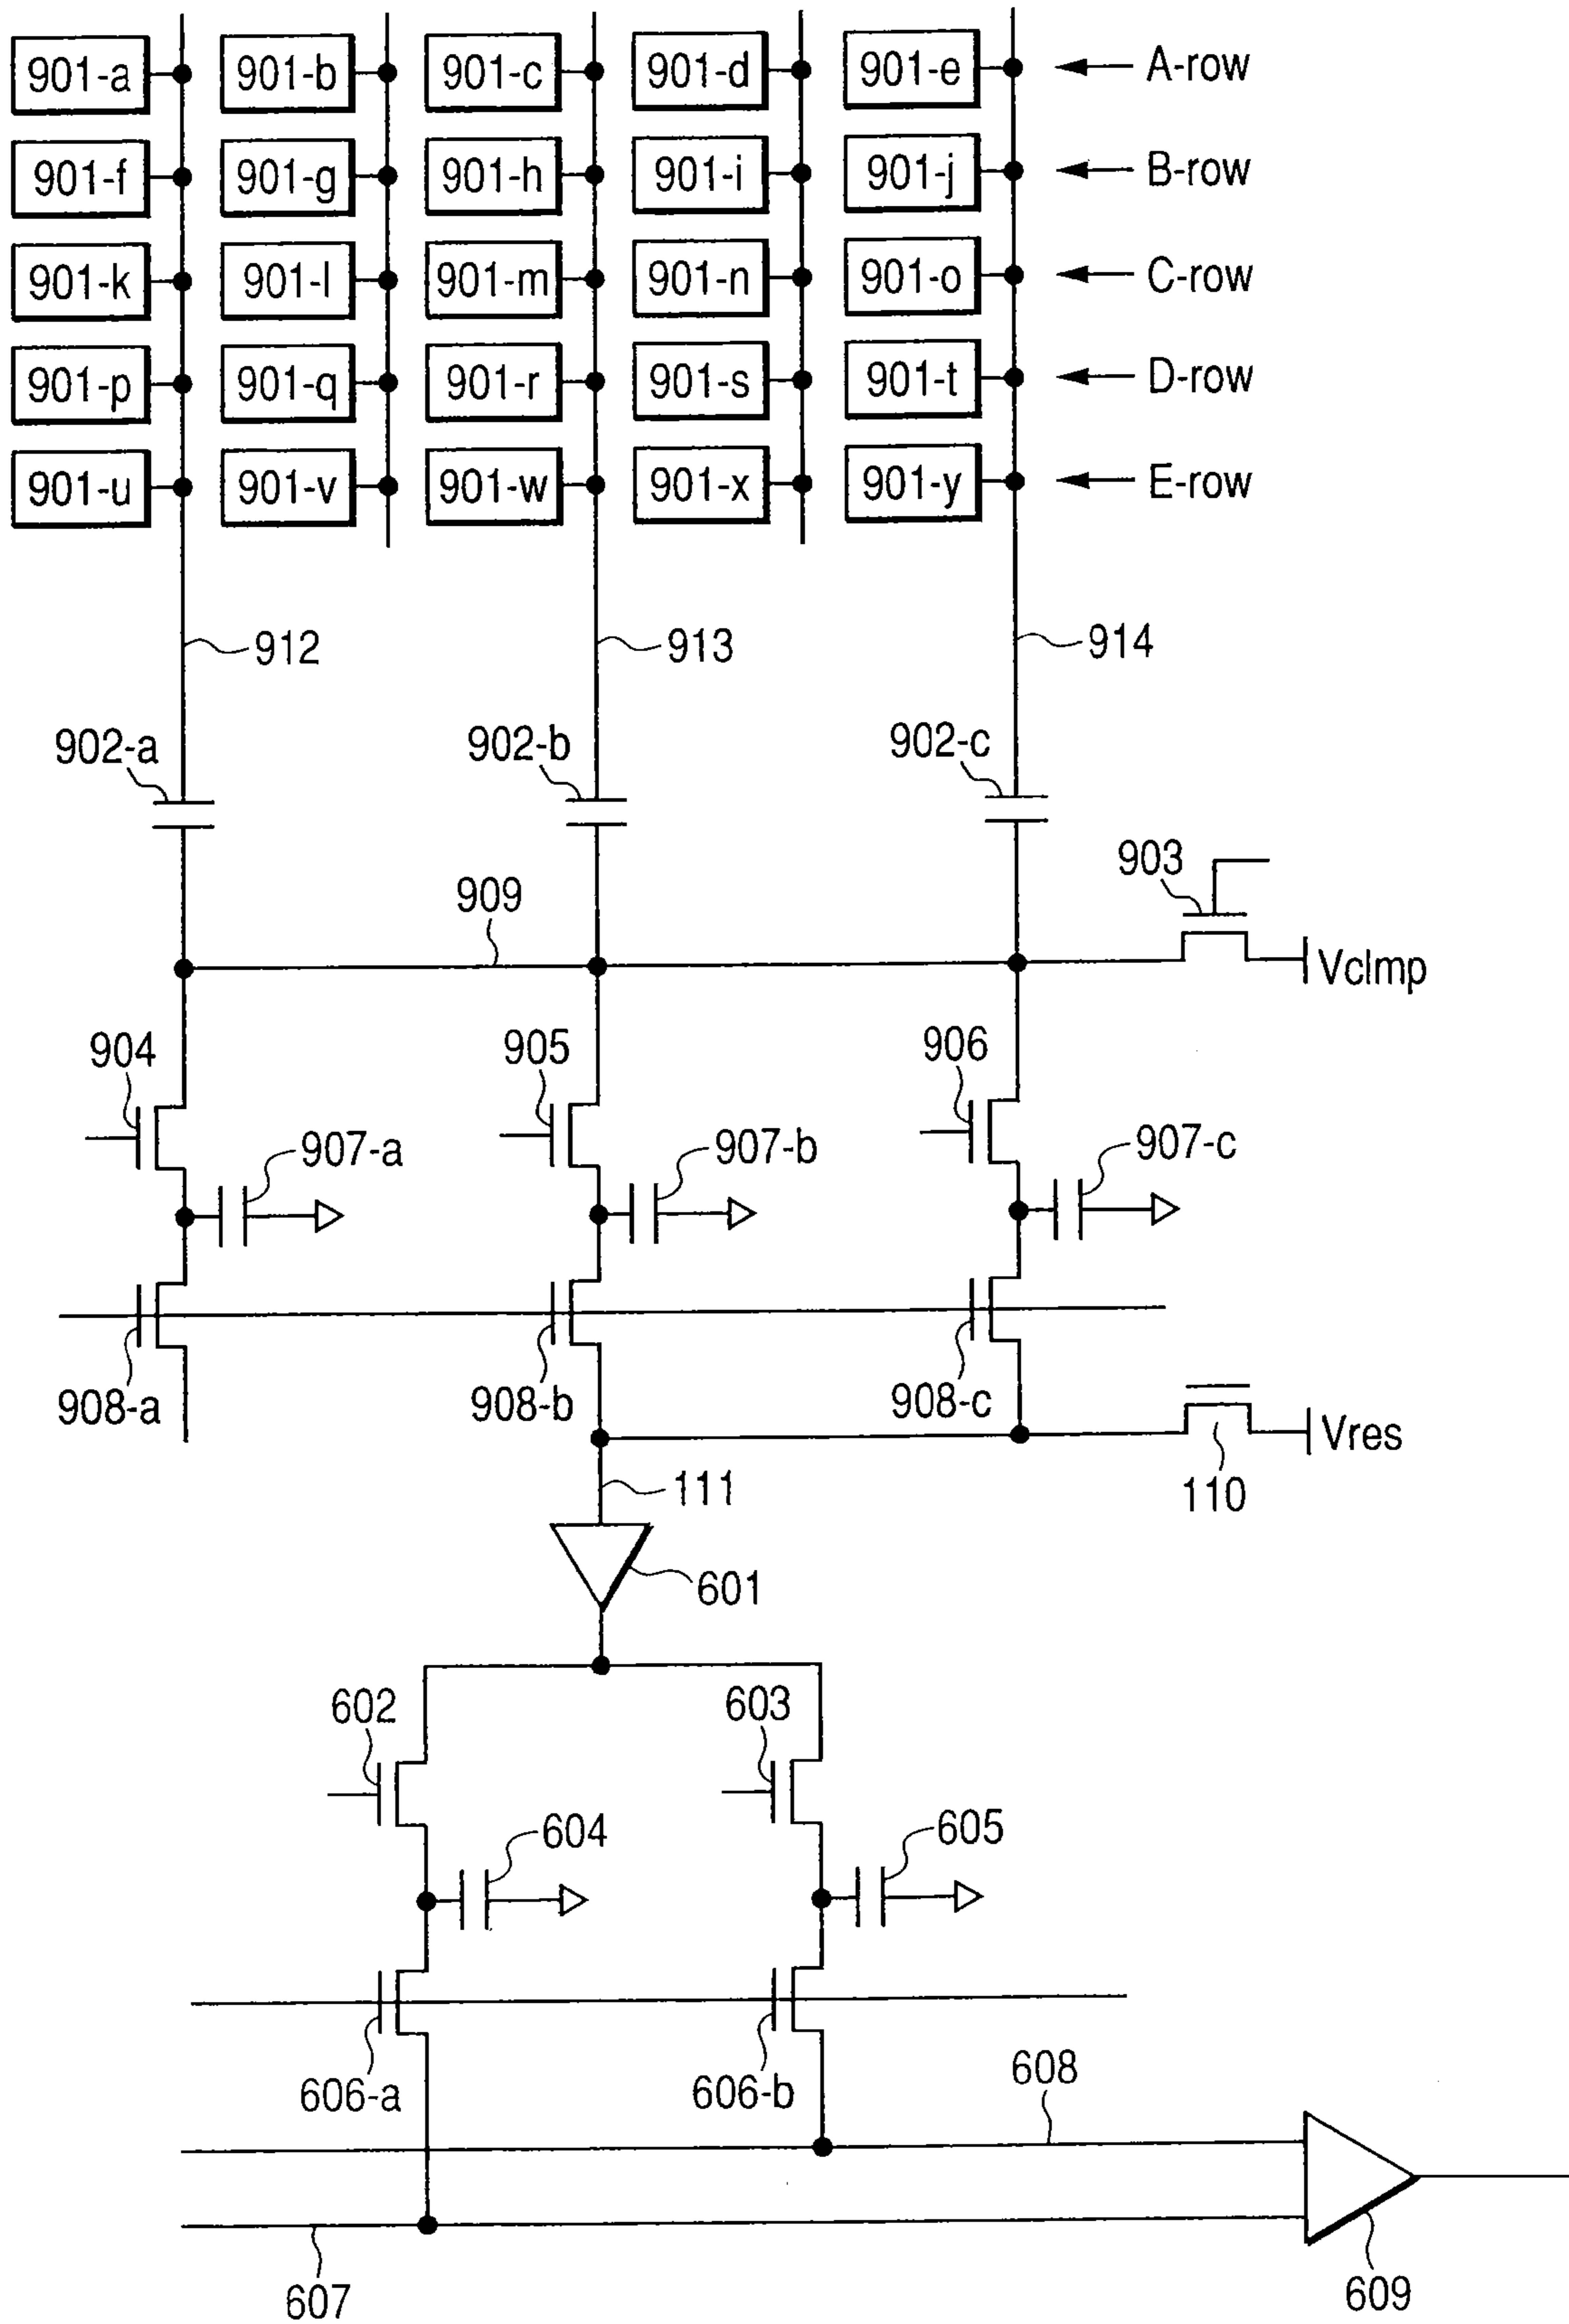 901-a 901-b 901-c 901-d 901-e A-row
901-f 901-g 901-h 901-i 901-j B-row
901-k 901-l 901-m 901-n 901-o C-row
901-p 901-q 901-r 901-s 901-t D-row
901-u 901-v 901-w 901-x 901-y E-row
912 913 914
902-a 902-b 902-c
903
909
Vclmp
904 905 906
907-a 907-b 907-c
908-a 908-b 908-c
Vres
111 110
601
602 603
604 605
606-a 606-b
608
607 609